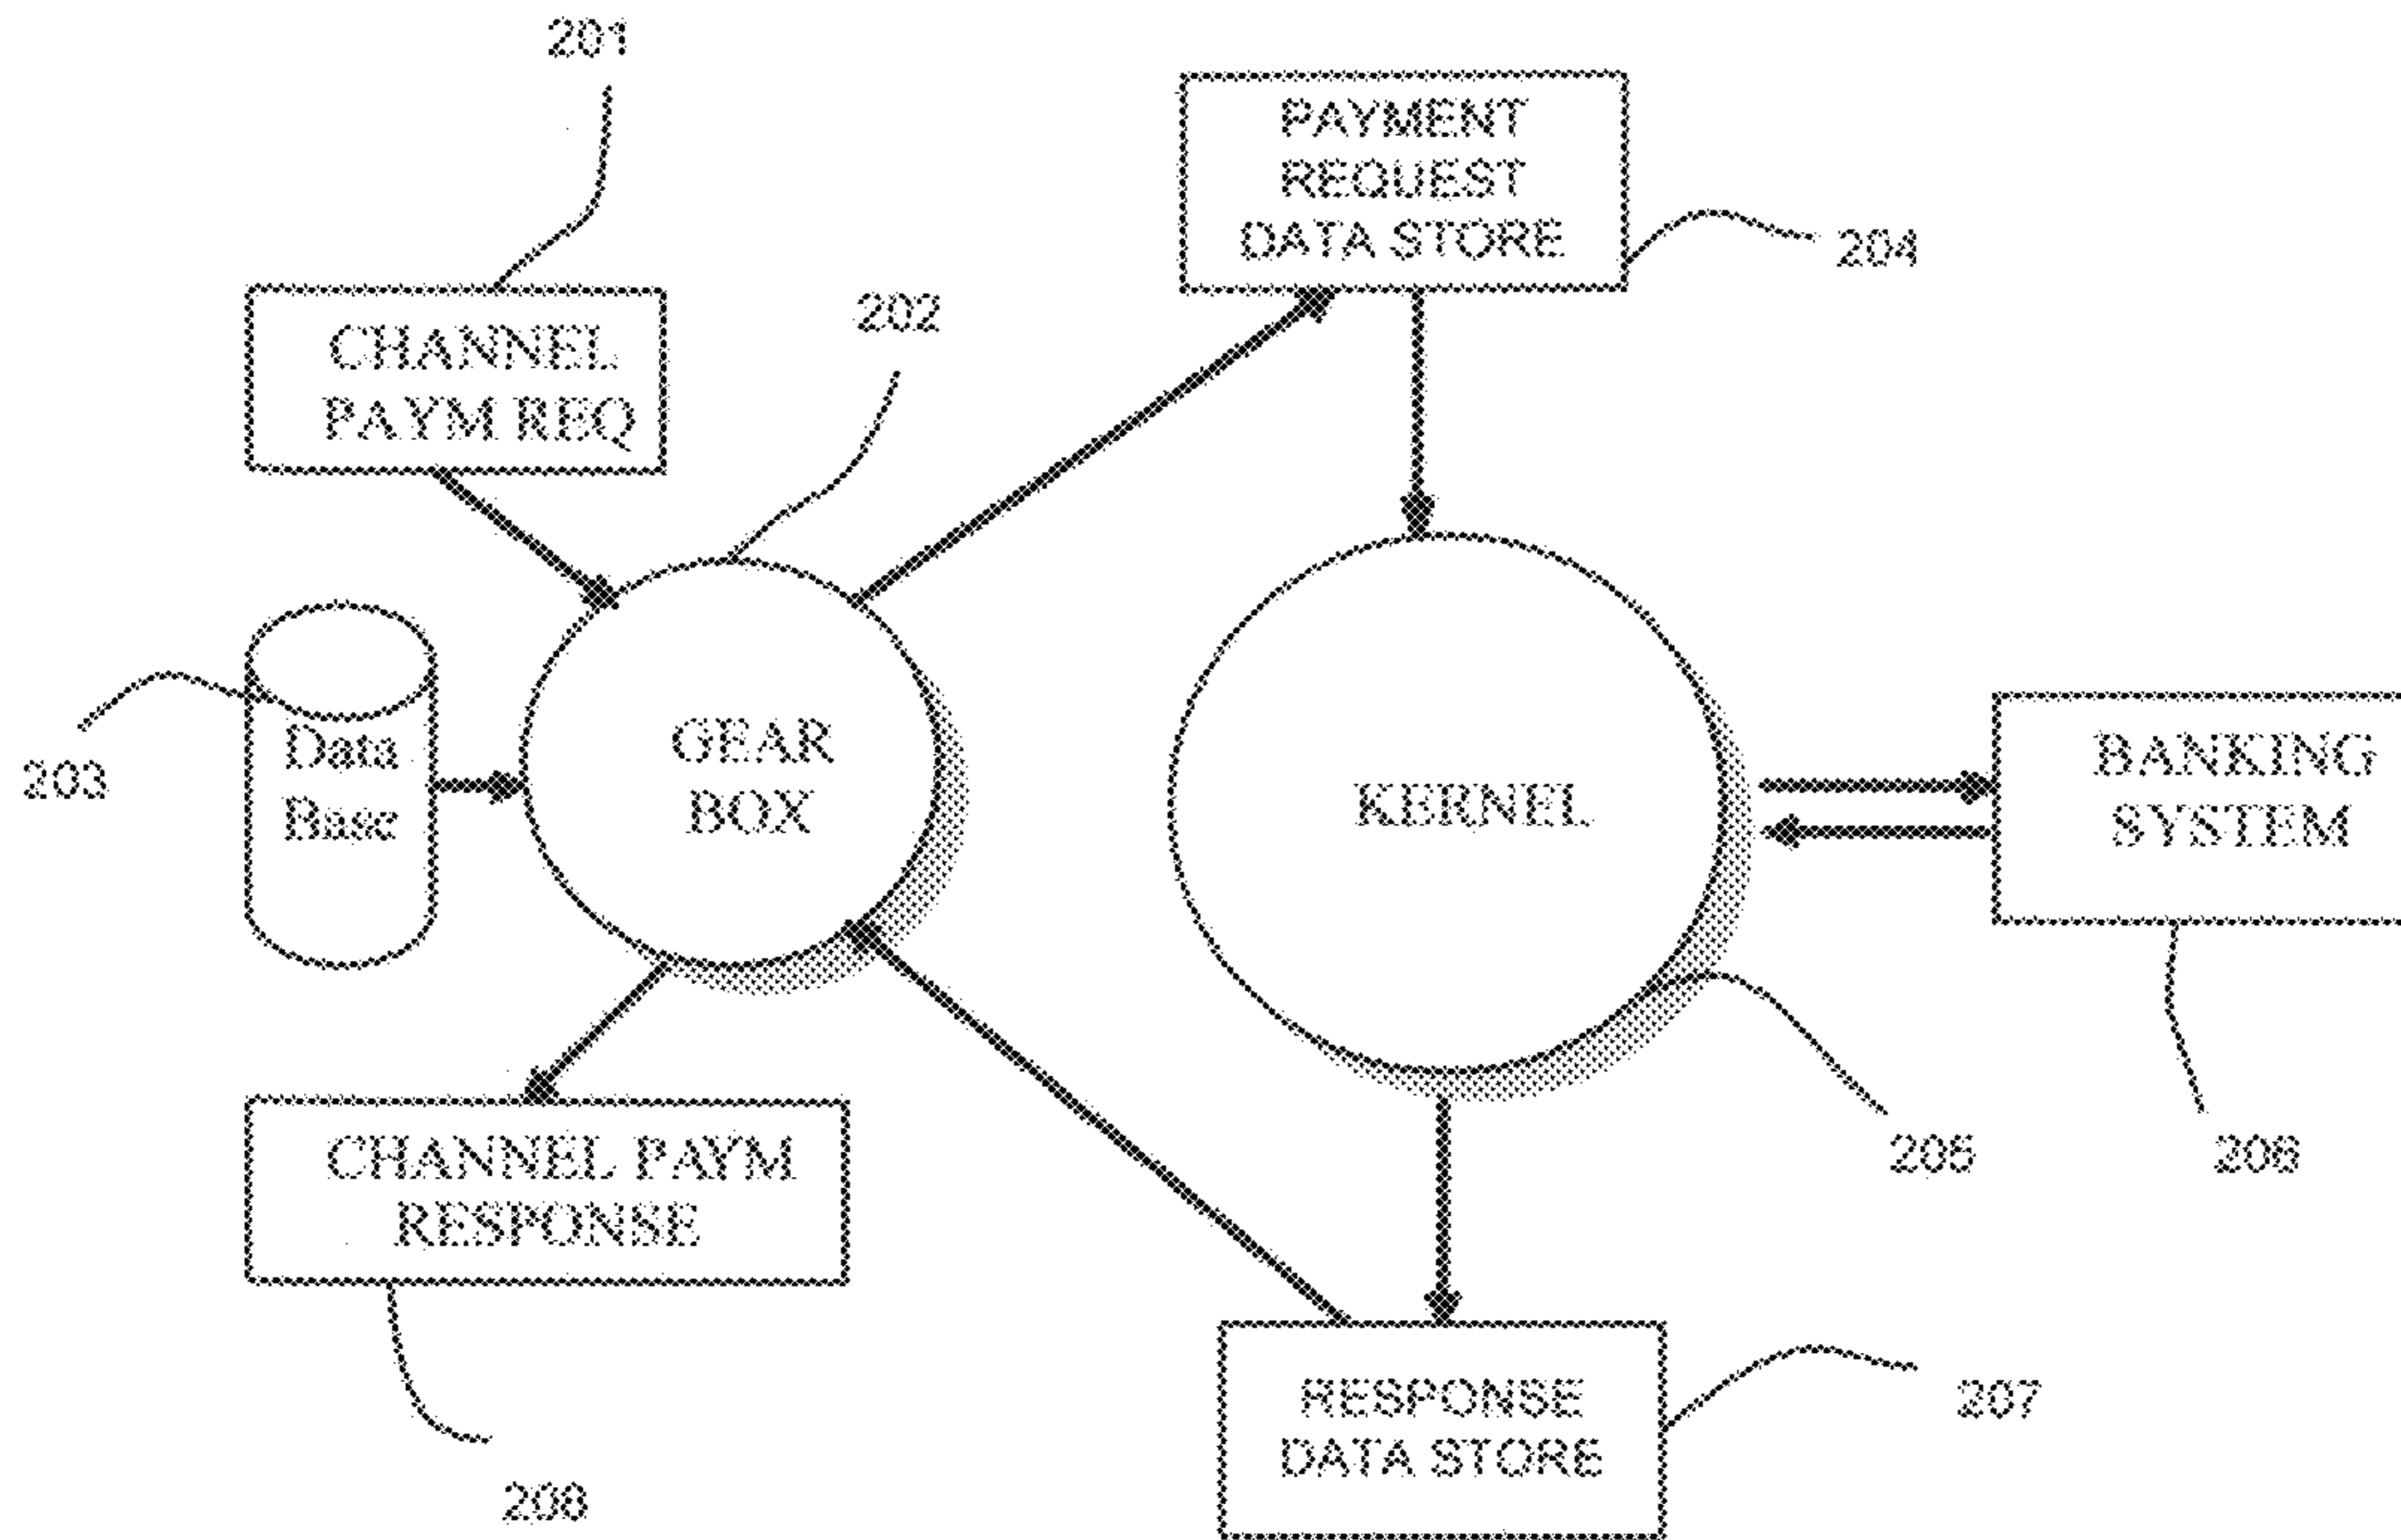 201
PAYMENT
REQUEST
DATA STORE
204
202
CHANNEL
PAYM REQ
203
Data
Base
GEAR
BOX
KERNEL
BANKING
SYSTEM
CHANNEL PAYM
RESPONSE
205
206
RESPONSE
DATA STORE
207
208